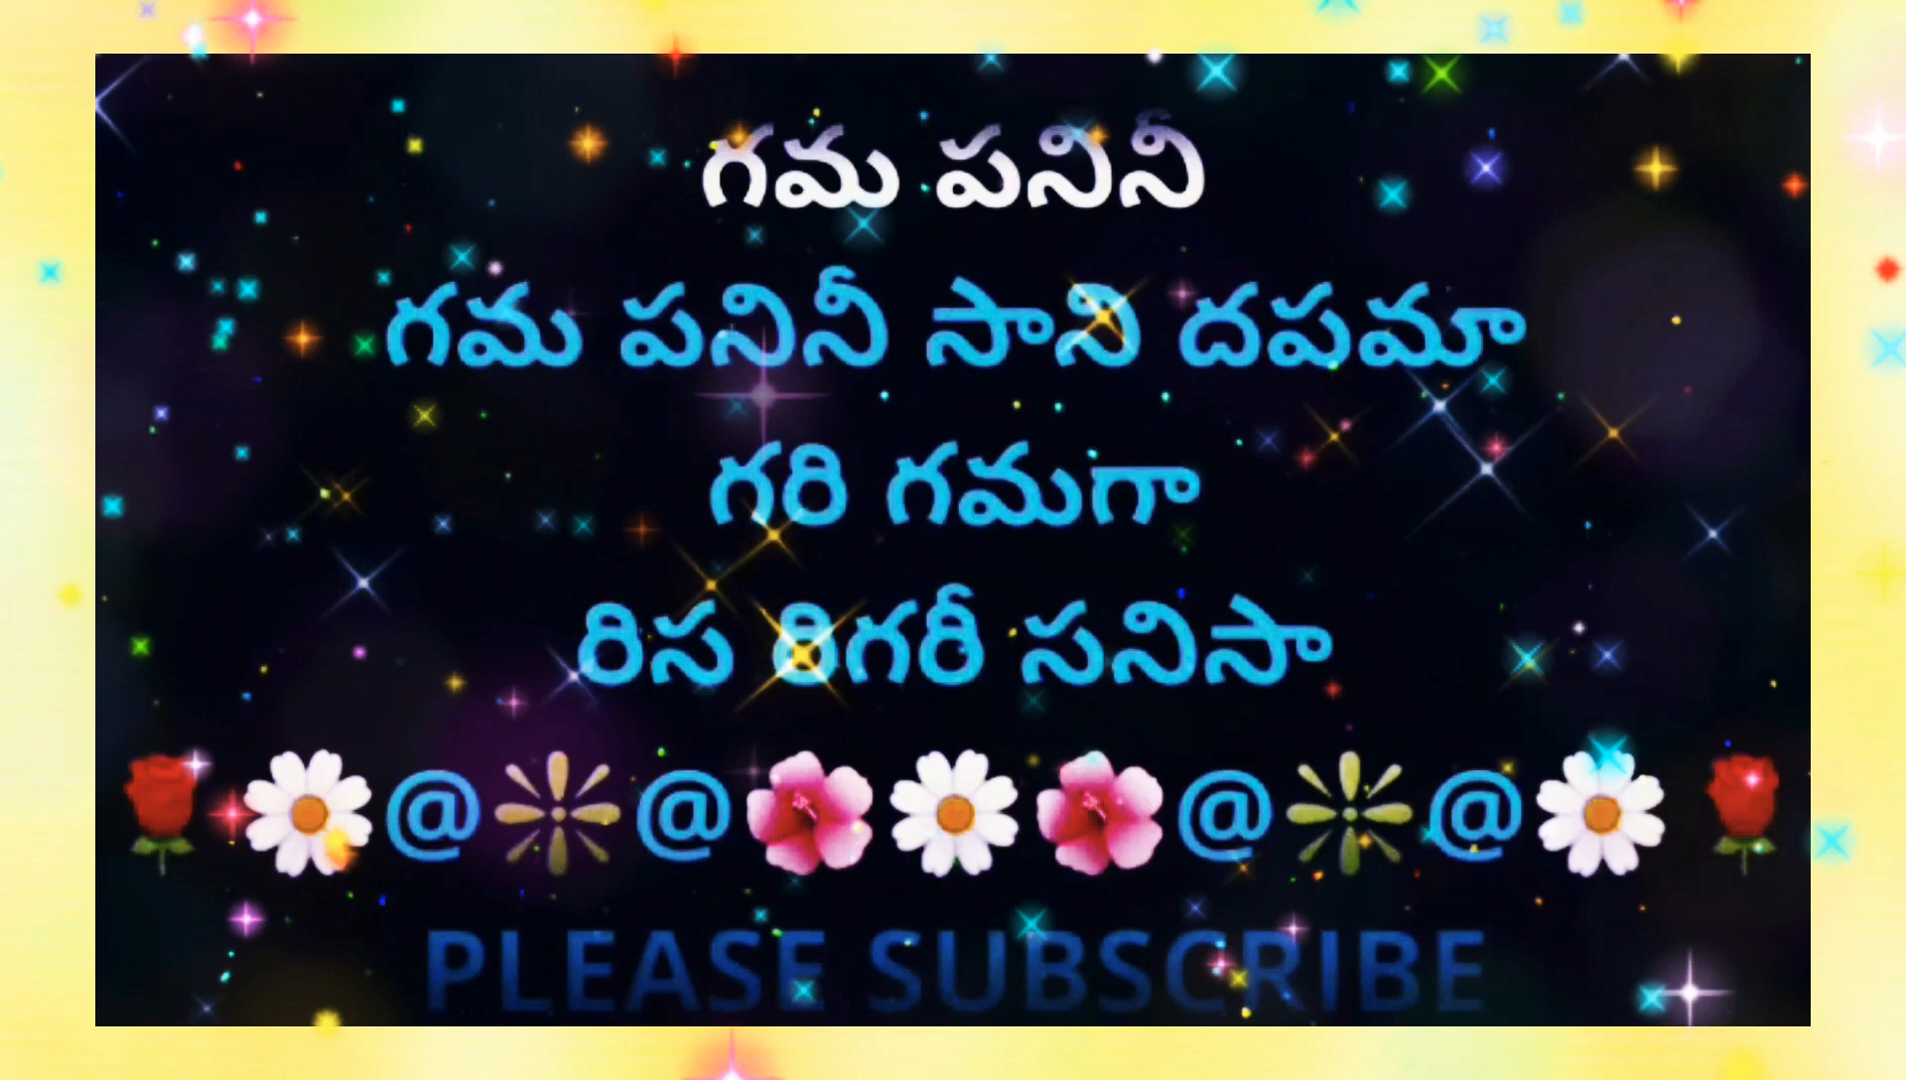 గమ పనినీ
గమ పనినీ సాని దపమా
గరి గమగా
రిస రిగరీ సనిసా
@ @ @ @
PLEASE SUBSCRIBE